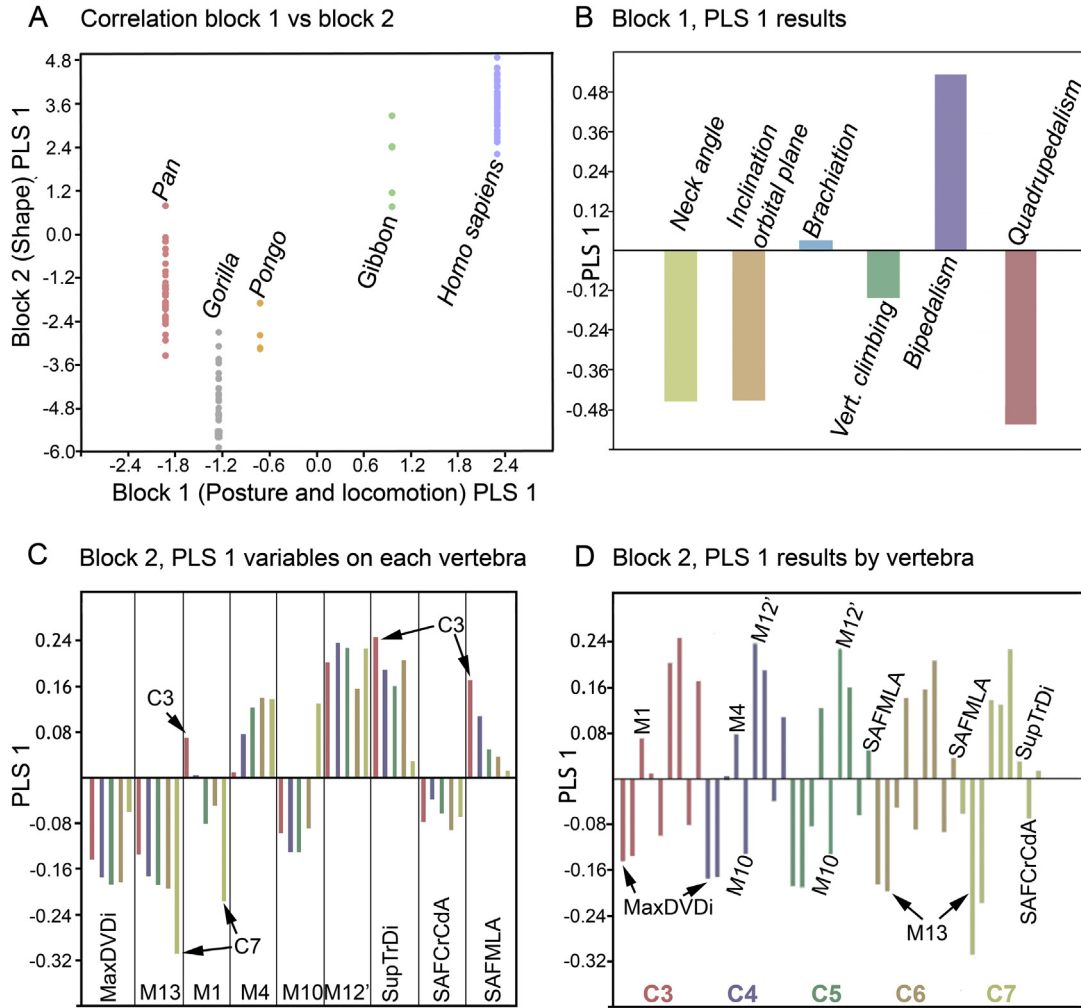 A Correlation block 1 vs block 2
Block 2 (Shape) PLS 1
4.8
3.6
2.4
1.2
0.0
-1.2
-2.4
-3.6
-4.8
-6.0
Pan
Gorilla
Pongo
Gibbon
Homo sapiens
-2.4 -1.8 -1.2 -0.6 0.0 0.6 1.2 1.8 2.4
Block 1 (Posture and locomotion) PLS 1
B Block 1, PLS 1 results
PLS 1
0.48
0.36
0.24
0.12
-0.12
-0.24
-0.36
-0.48
Neck angle
Inclination
orbital plane
Brachiation
Vert. climbing
Bipedalism
Quadrupedalism
C Block 2, PLS 1 variables on each vertebra
PLS 1
0.24
0.16
0.08
-0.08
-0.16
-0.24
-0.32
C3
C3
C7
MaxDVDi
M13
M1
M4
M10
M12'
SupTrDi
SAFCrCdA
SAFMLA
D Block 2, PLS 1 results by vertebra
PLS 1
0.24
0.16
0.08
-0.08
-0.16
-0.24
-0.32
M1
MaxDVDi
M4
M12'
M10
M12'
M10
SAFMLA
SAFMLA
M13
SupTrDi
SAFCrCdA
C3 C4 C5 C6 C7